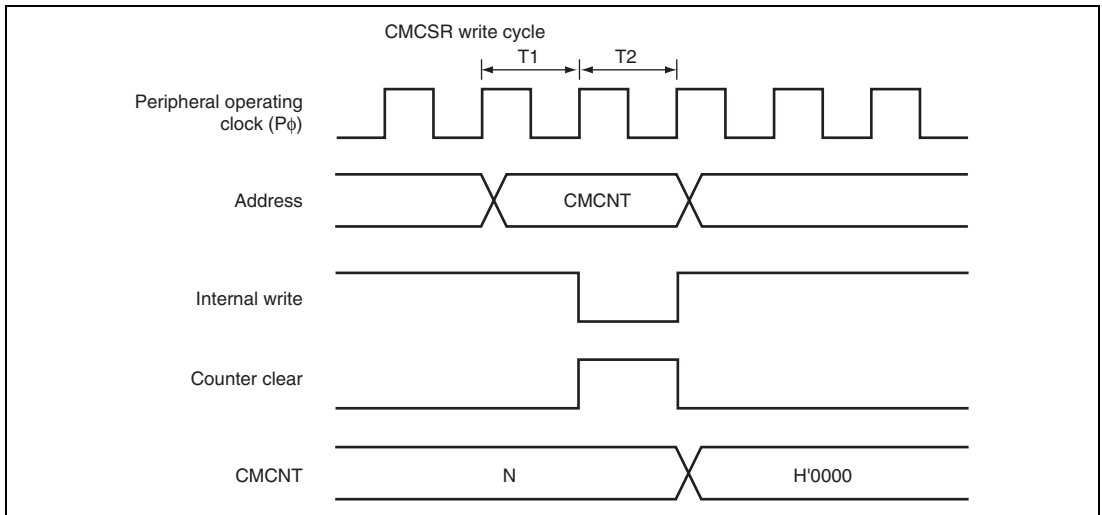 CMCSR write cycle
T1
T2
Peripheral operating
clock (Pϕ)
Address
CMCNT
Internal write
Counter clear
CMCNT
N
H'0000